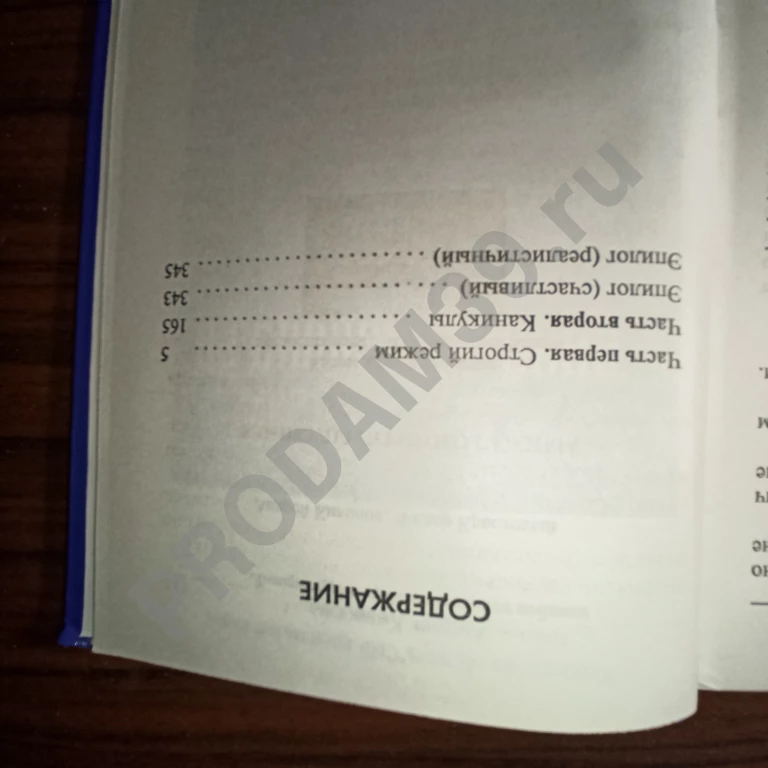 СОДЕРЖАНИЕ
Часть первая. Строгий режим . . . . . . . . . . . . . . . . . 5
Часть вторая. Каникулы . . . . . . . . . . . . . . . . . . . . . 165
Эпилог (счастливый) . . . . . . . . . . . . . . . . . . . . . . . . 343
Эпилог (реалистичный) . . . . . . . . . . . . . . . . . . . . . 345
PRODAM39.ru